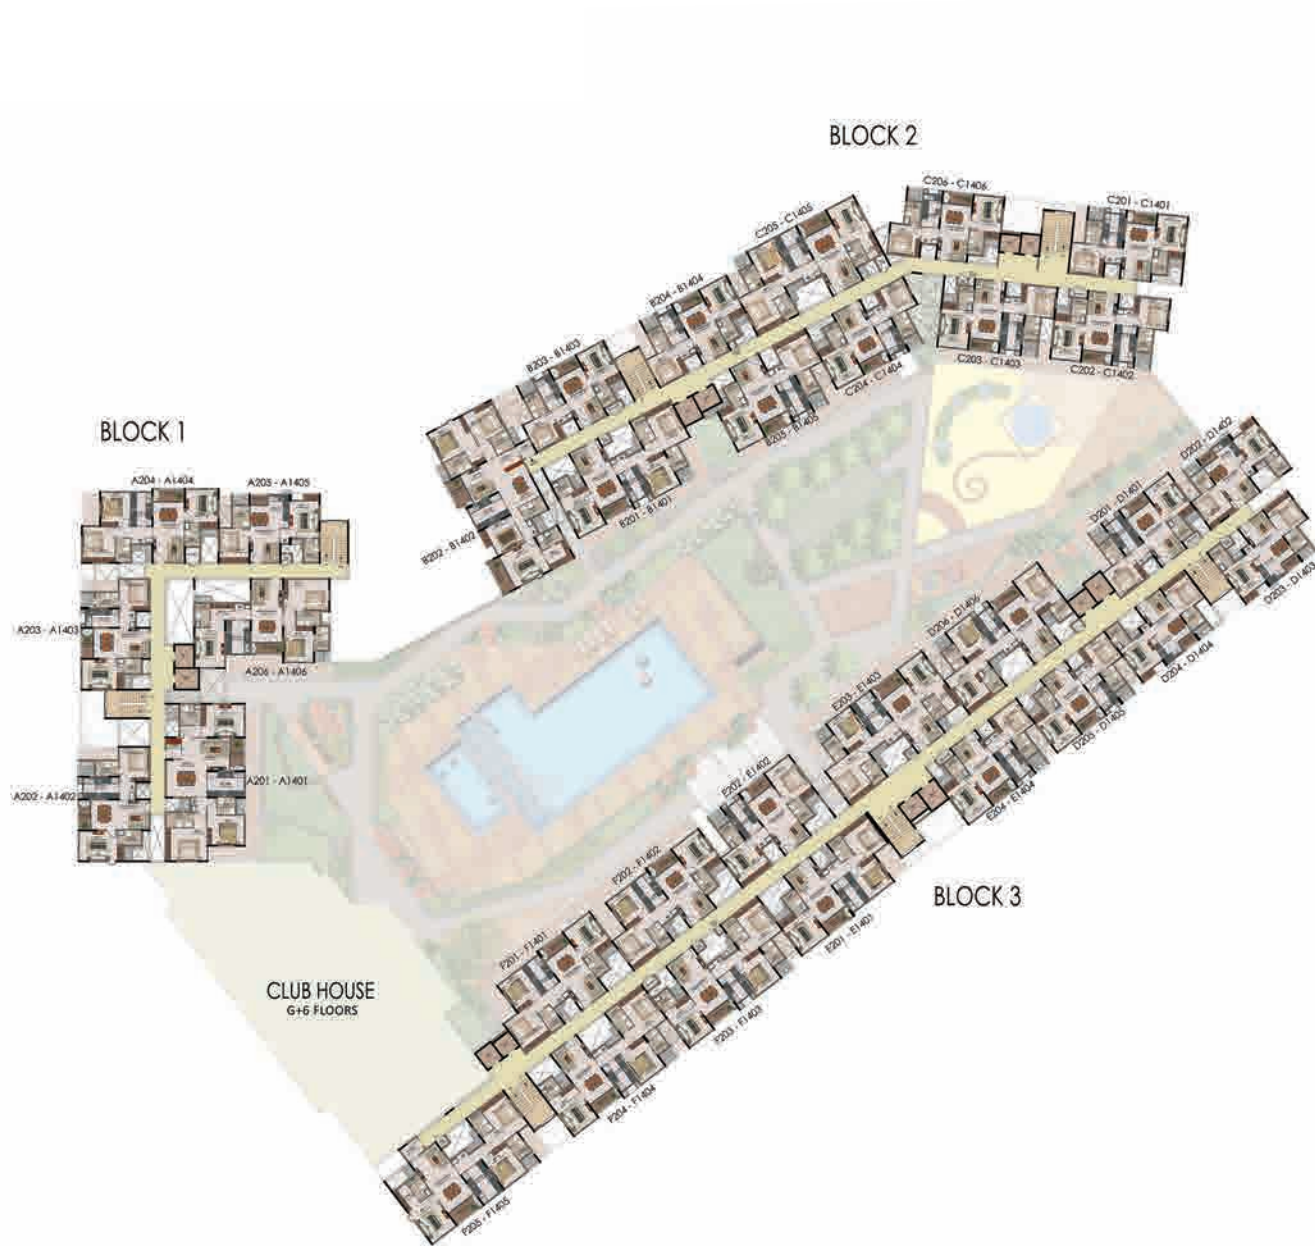 BLOCK 2
C206 - C1406
C201 - C1401
C205 - C1405
B204 - B1404
B203 - B1403
C203 - C1403
C202 - C1402
C204 - C1404
B205 - B1405
B201 - B1401
B202 - B1402
BLOCK 1
A204 - A1404
A205 - A1405
A203 - A1403
A206 - A1406
A201 - A1401
A202 - A1402
D202 - D1402
D201 - D1401
D203 - D1403
D206 - D1406
D204 - D1404
E203 - E1403
D205 - D1405
E202 - E1402
E204 - E1404
F202 - F1402
BLOCK 3
F201 - F1401
E201 - E1401
CLUB HOUSE
G+6 FLOORS
F203 - F1403
F204 - F1404
F205 - F1405